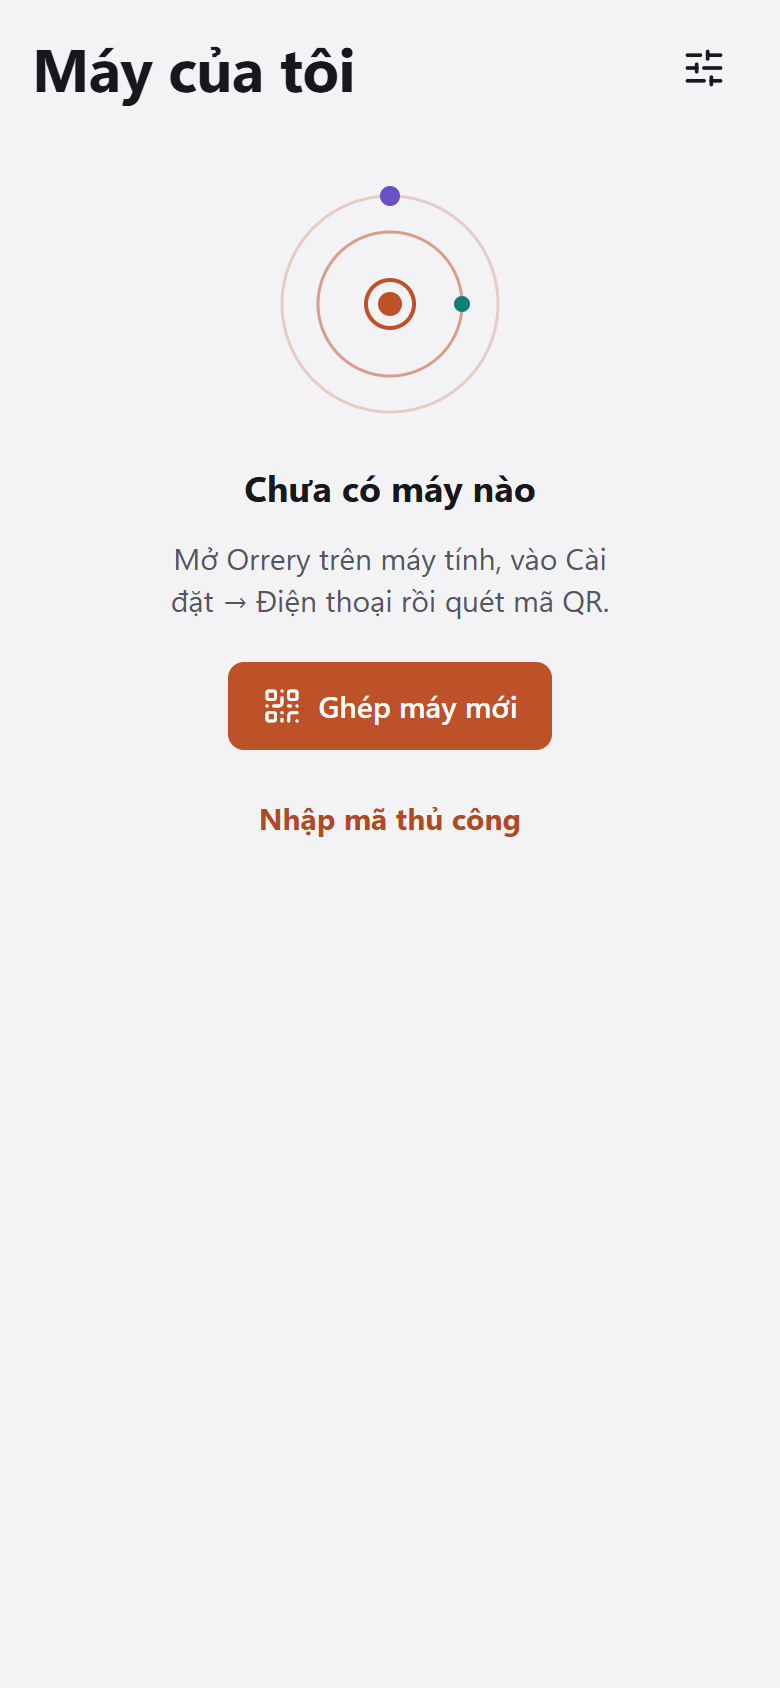 Máy của tôi
Chưa có máy nào
Mở Orrery trên máy tính, vào Cài
đặt → Điện thoại rồi quét mã QR.
Ghép máy mới
Nhập mã thủ công